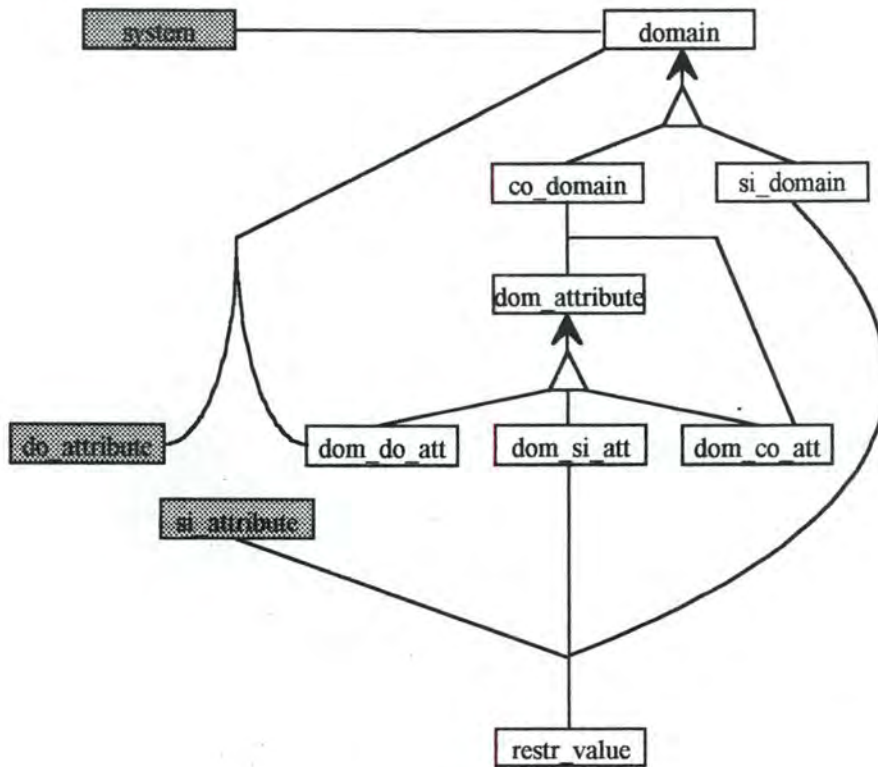 system
domain
co_domain
si_domain
dom_attribute
do_attribute
dom_do_att
dom_si_att
dom_co_att
si_attribute
restr_value